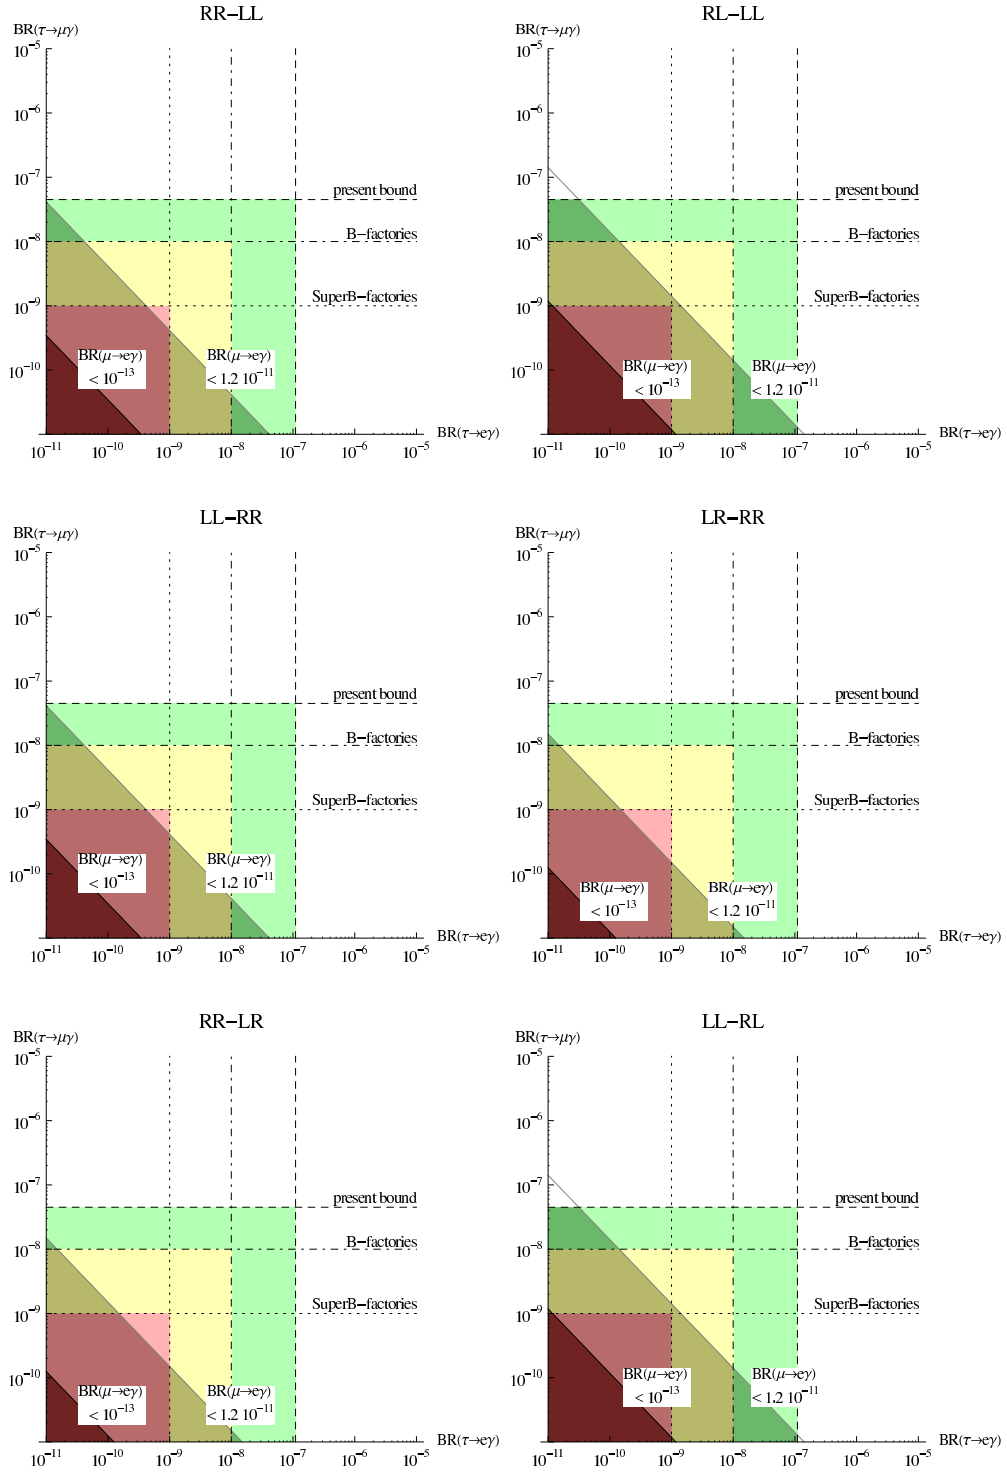 RR−LL
BR(τ→μγ)
10⁻⁵
10⁻⁶
10⁻⁷
present bound
10⁻⁸
B−factories
10⁻⁹
SuperB−factories
10⁻¹⁰
BR(μ→eγ)
< 10⁻¹³
BR(μ→eγ)
< 1.2 10⁻¹¹
BR(τ→eγ)
10⁻¹¹ 10⁻¹⁰ 10⁻⁹ 10⁻⁸ 10⁻⁷ 10⁻⁶ 10⁻⁵
RL−LL
BR(τ→μγ)
10⁻⁵
10⁻⁶
10⁻⁷
present bound
10⁻⁸
B−factories
10⁻⁹
SuperB−factories
10⁻¹⁰
BR(μ→eγ)
< 10⁻¹³
BR(μ→eγ)
< 1.2 10⁻¹¹
BR(τ→eγ)
10⁻¹¹ 10⁻¹⁰ 10⁻⁹ 10⁻⁸ 10⁻⁷ 10⁻⁶ 10⁻⁵
LL−RR
BR(τ→μγ)
10⁻⁵
10⁻⁶
10⁻⁷
present bound
10⁻⁸
B−factories
10⁻⁹
SuperB−factories
10⁻¹⁰
BR(μ→eγ)
< 10⁻¹³
BR(μ→eγ)
< 1.2 10⁻¹¹
BR(τ→eγ)
10⁻¹¹ 10⁻¹⁰ 10⁻⁹ 10⁻⁸ 10⁻⁷ 10⁻⁶ 10⁻⁵
LR−RR
BR(τ→μγ)
10⁻⁵
10⁻⁶
10⁻⁷
present bound
10⁻⁸
B−factories
10⁻⁹
SuperB−factories
10⁻¹⁰
BR(μ→eγ)
< 10⁻¹³
BR(μ→eγ)
< 1.2 10⁻¹¹
BR(τ→eγ)
10⁻¹¹ 10⁻¹⁰ 10⁻⁹ 10⁻⁸ 10⁻⁷ 10⁻⁶ 10⁻⁵
RR−LR
BR(τ→μγ)
10⁻⁵
10⁻⁶
10⁻⁷
present bound
10⁻⁸
B−factories
10⁻⁹
SuperB−factories
10⁻¹⁰
BR(μ→eγ)
< 10⁻¹³
BR(μ→eγ)
< 1.2 10⁻¹¹
BR(τ→eγ)
10⁻¹¹ 10⁻¹⁰ 10⁻⁹ 10⁻⁸ 10⁻⁷ 10⁻⁶ 10⁻⁵
LL−RL
BR(τ→μγ)
10⁻⁵
10⁻⁶
10⁻⁷
present bound
10⁻⁸
B−factories
10⁻⁹
SuperB−factories
10⁻¹⁰
BR(μ→eγ)
< 10⁻¹³
BR(μ→eγ)
< 1.2 10⁻¹¹
BR(τ→eγ)
10⁻¹¹ 10⁻¹⁰ 10⁻⁹ 10⁻⁸ 10⁻⁷ 10⁻⁶ 10⁻⁵